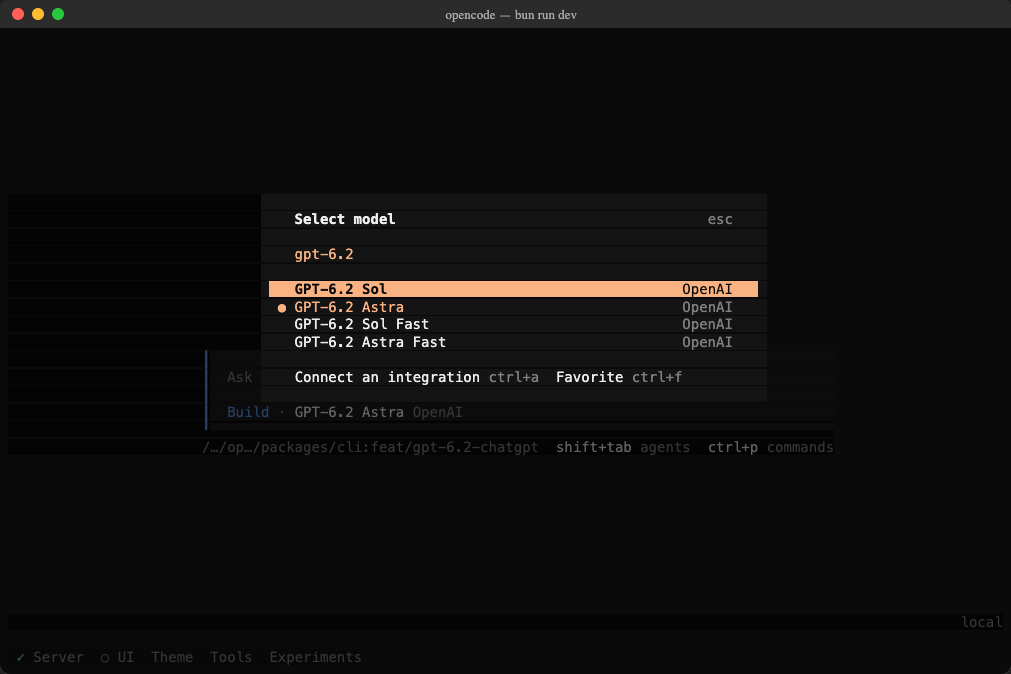 opencode — bun run dev
Select model esc
gpt-6.2
GPT-6.2 Sol OpenAI
● GPT-6.2 Astra OpenAI
GPT-6.2 Sol Fast OpenAI
GPT-6.2 Astra Fast OpenAI
Ask Connect an integration ctrl+a Favorite ctrl+f
Build · GPT-6.2 Astra OpenAI
/…/op…/packages/cli:feat/gpt-6.2-chatgpt shift+tab agents ctrl+p commands
local
✓ Server ○ UI Theme Tools Experiments